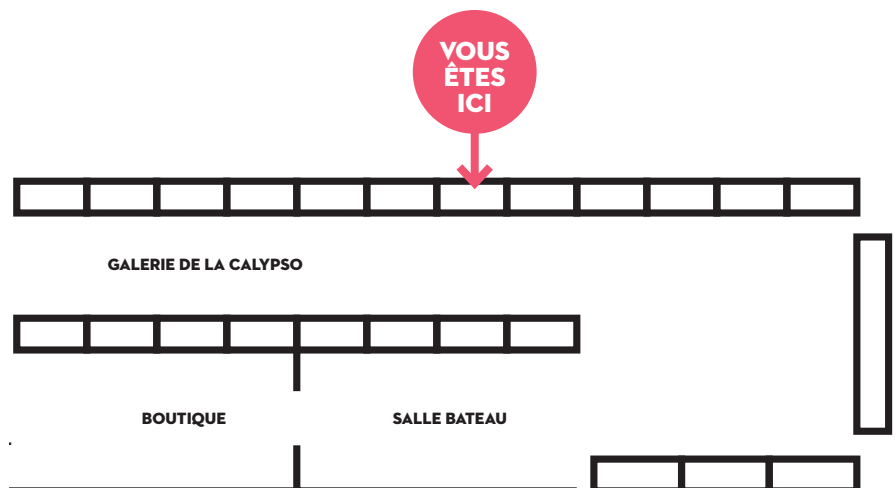 VOUS
ÊTES
ICI
GALERIE DE LA CALYPSO
BOUTIQUE
SALLE BATEAU